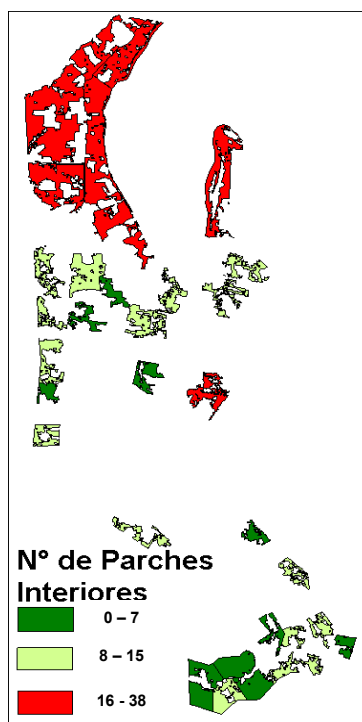 N° de Parches
Interiores
0 – 7
8 – 15
16 - 38